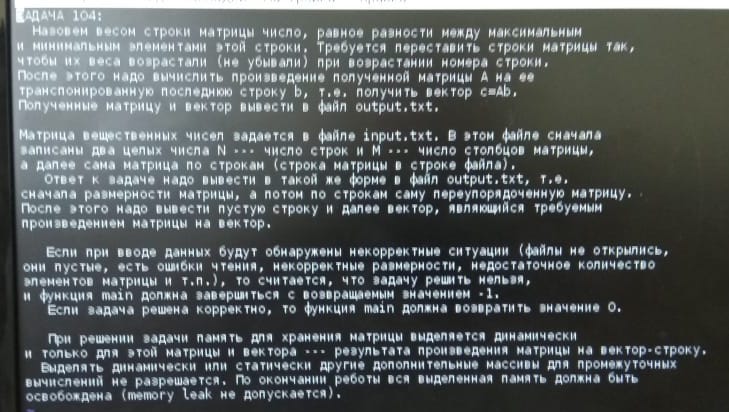 ЗАДАЧА 104:
Назовем весом строки матрицы число, равное разности между максимальным
и минимальным элементами этой строки. Требуется переставить строки матрицы так,
чтобы их веса возрастали (не убывали) при возрастании номера строки.
После этого надо вычислить произведение полученной матрицы A на ее
транспонированную последнюю строку b, т.е. получить вектор c=Ab.
Полученные матрицу и вектор вывести в файл output.txt.
Матрица вещественных чисел задается в файле input.txt. В этом файле сначала
записаны два целых числа N --- число строк и M --- число столбцов матрицы,
а далее сама матрица по строкам (строка матрицы в строке файла).
Ответ к задаче надо вывести в такой же форме в файл output.txt, т.е.
сначала размерности матрицы, а потом по строкам саму переупорядоченную матрицу.
После этого надо вывести пустую строку и далее вектор, являющийся требуемым
произведением матрицы на вектор.
Если при вводе данных будут обнаружены некорректные ситуации (файлы не открылись,
они пустые, есть ошибки чтения, некорректные размерности, недостаточное количество
элементов матрицы и т.п.), то считается, что задачу решить нельзя,
и функция main должна завершиться с возвращаемым значением -1.
Если задача решена корректно, то функция main должна возвратить значение 0.
При решении задачи память для хранения матрицы выделяется динамически
и только для этой матрицы и вектора --- результата произведения матрицы на вектор-строку.
Выделять динамически или статически другие дополнительные массивы для промежуточных
вычислений не разрешается. По окончании работы вся выделенная память должна быть
освобождена (memory leak не допускается).